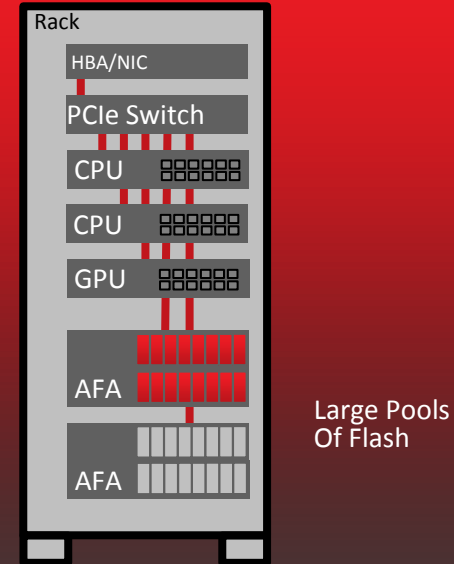 Rack
HBA/NIC
PCIe Switch
CPU
CPU
GPU
AFA
Large Pools
Of Flash
AFA